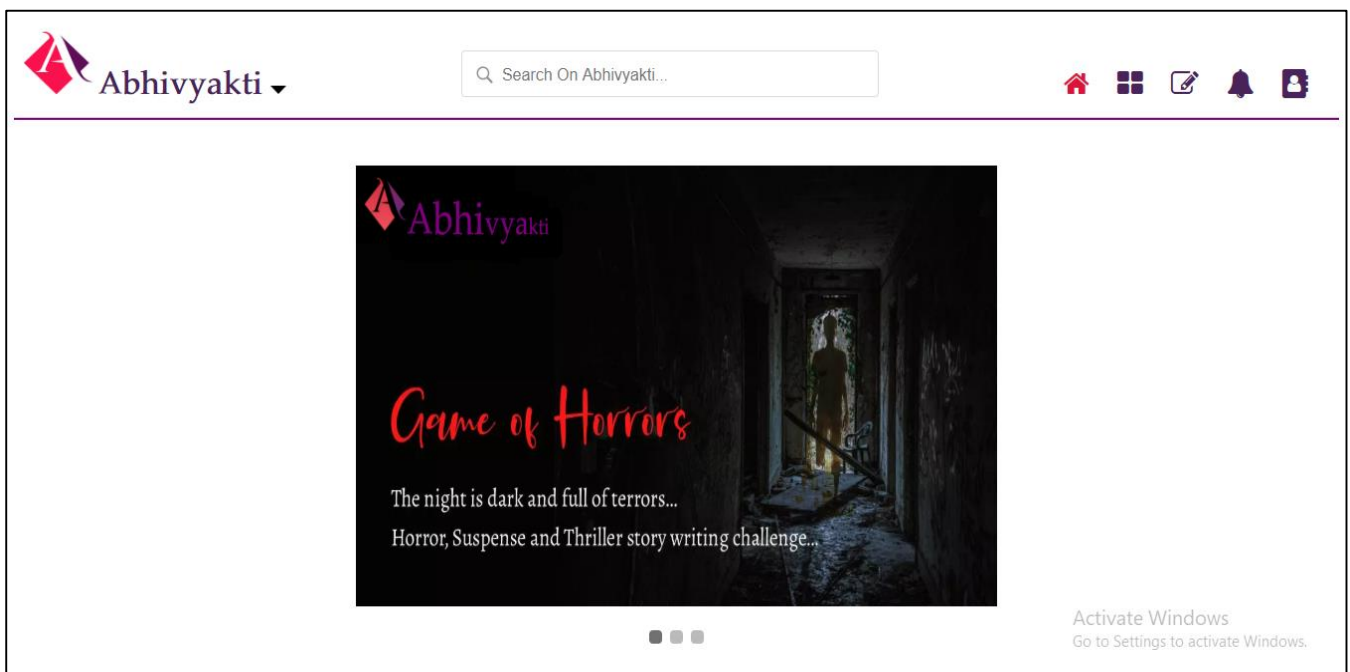 Abhivyakti
Search On Abhivyakti...
Abhivyakti
Game of Horrors
The night is dark and full of terrors...
Horror, Suspense and Thriller story writing challenge...
Activate Windows
Go to Settings to activate Windows.